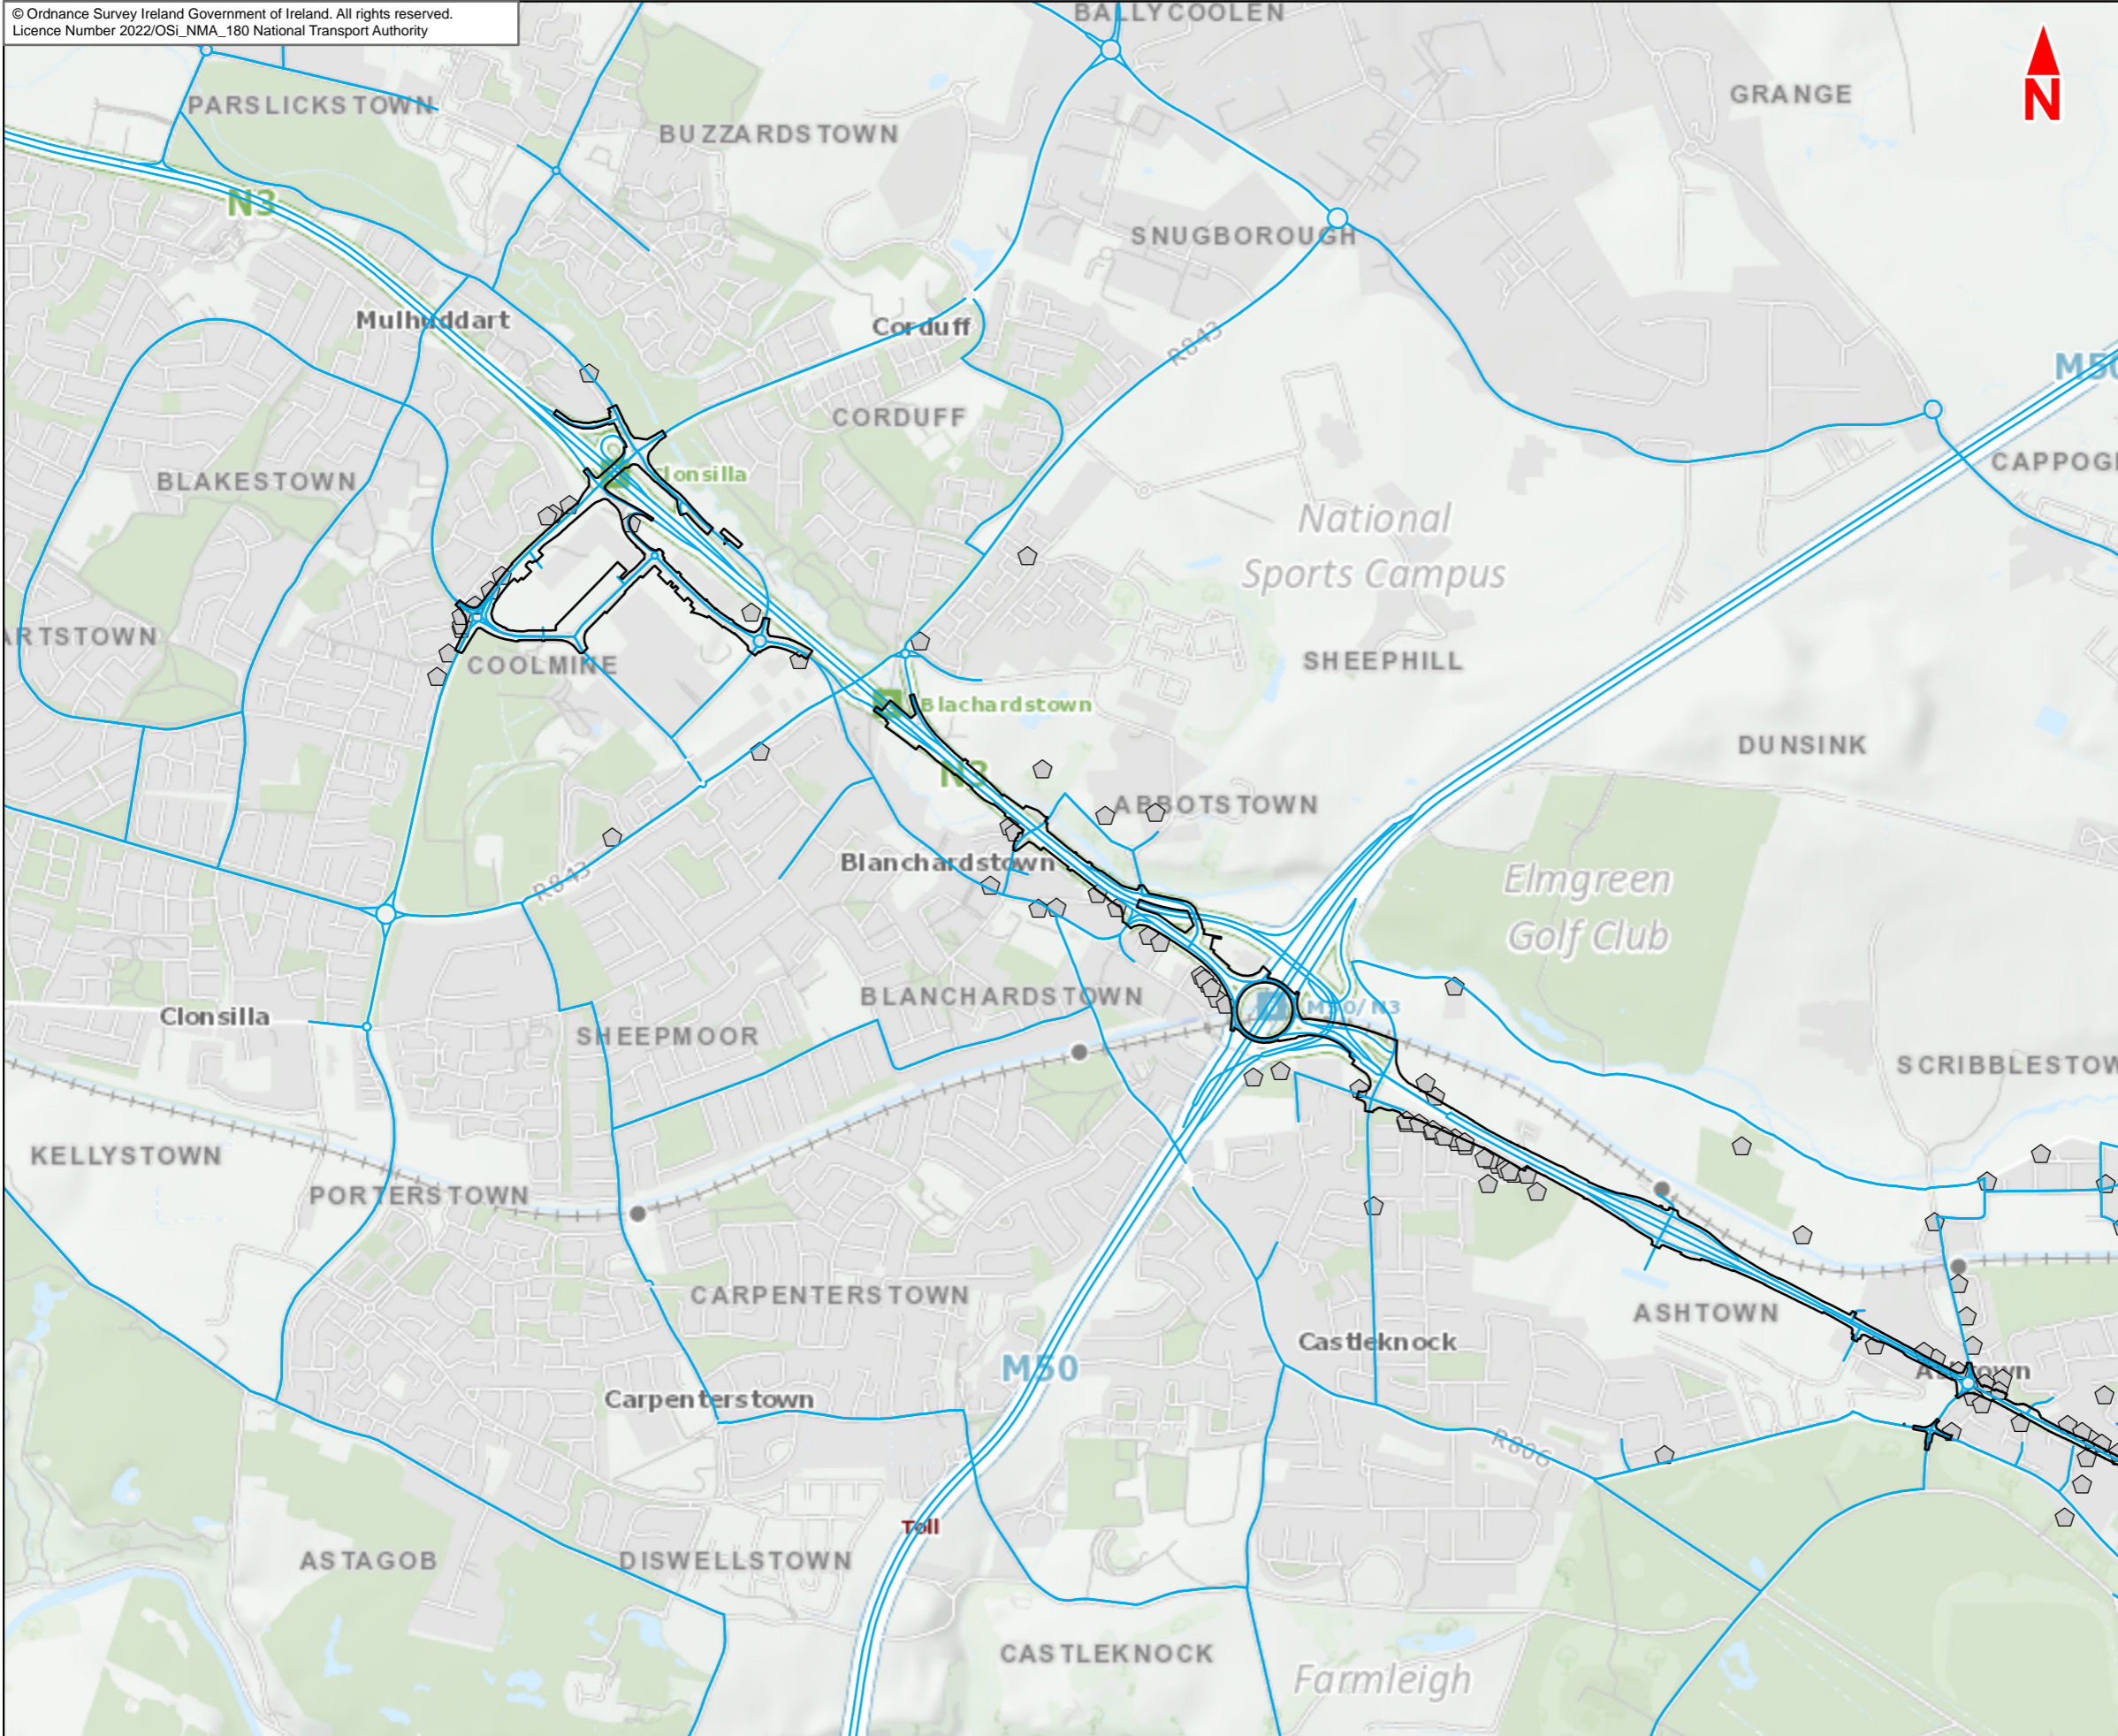 © Ordnance Survey Ireland Government of Ireland. All rights reserved.
Licence Number 2022/OSi_NMA_180 National Transport Authority
BALLYCOOLEN
N
GRANGE
PARSLICKSTOWN
BUZZARDSTOWN
N3
SNUGBOROUGH
Mulhuddart
Corduff
R843
M50
CORDUFF
CAPPOG
BLAKESTOWN
Clonsilla
National
Sports Campus
ARTSTOWN
COOLMINE
SHEEPHILL
Blachardstown
DUNSINK
N3
ABBOTSTOWN
Blanchardstown
R843
Elmgreen
Golf Club
BLANCHARDSTOWN
M50/N3
Clonsilla
SHEEPMOOR
SCRIBBLESTOW
KELLYSTOWN
PORTERSTOWN
CARPENTERSTOWN
ASHTOWN
Castleknock
M50
Ashtown
Carpenterstown
R806
Toll
ASTAGOB
DISWELLSTOWN
CASTLEKNOCK
Farmleigh